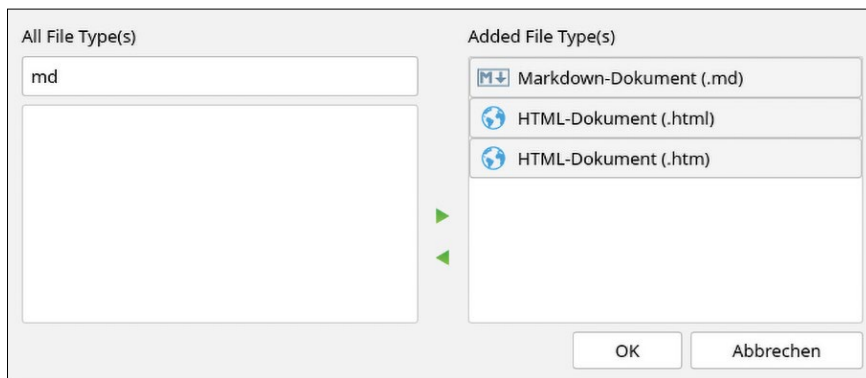 All File Type(s)
md
Added File Type(s)
M Markdown-Dokument (.md)
HTML-Dokument (.html)
HTML-Dokument (.htm)
OK
Abbrechen